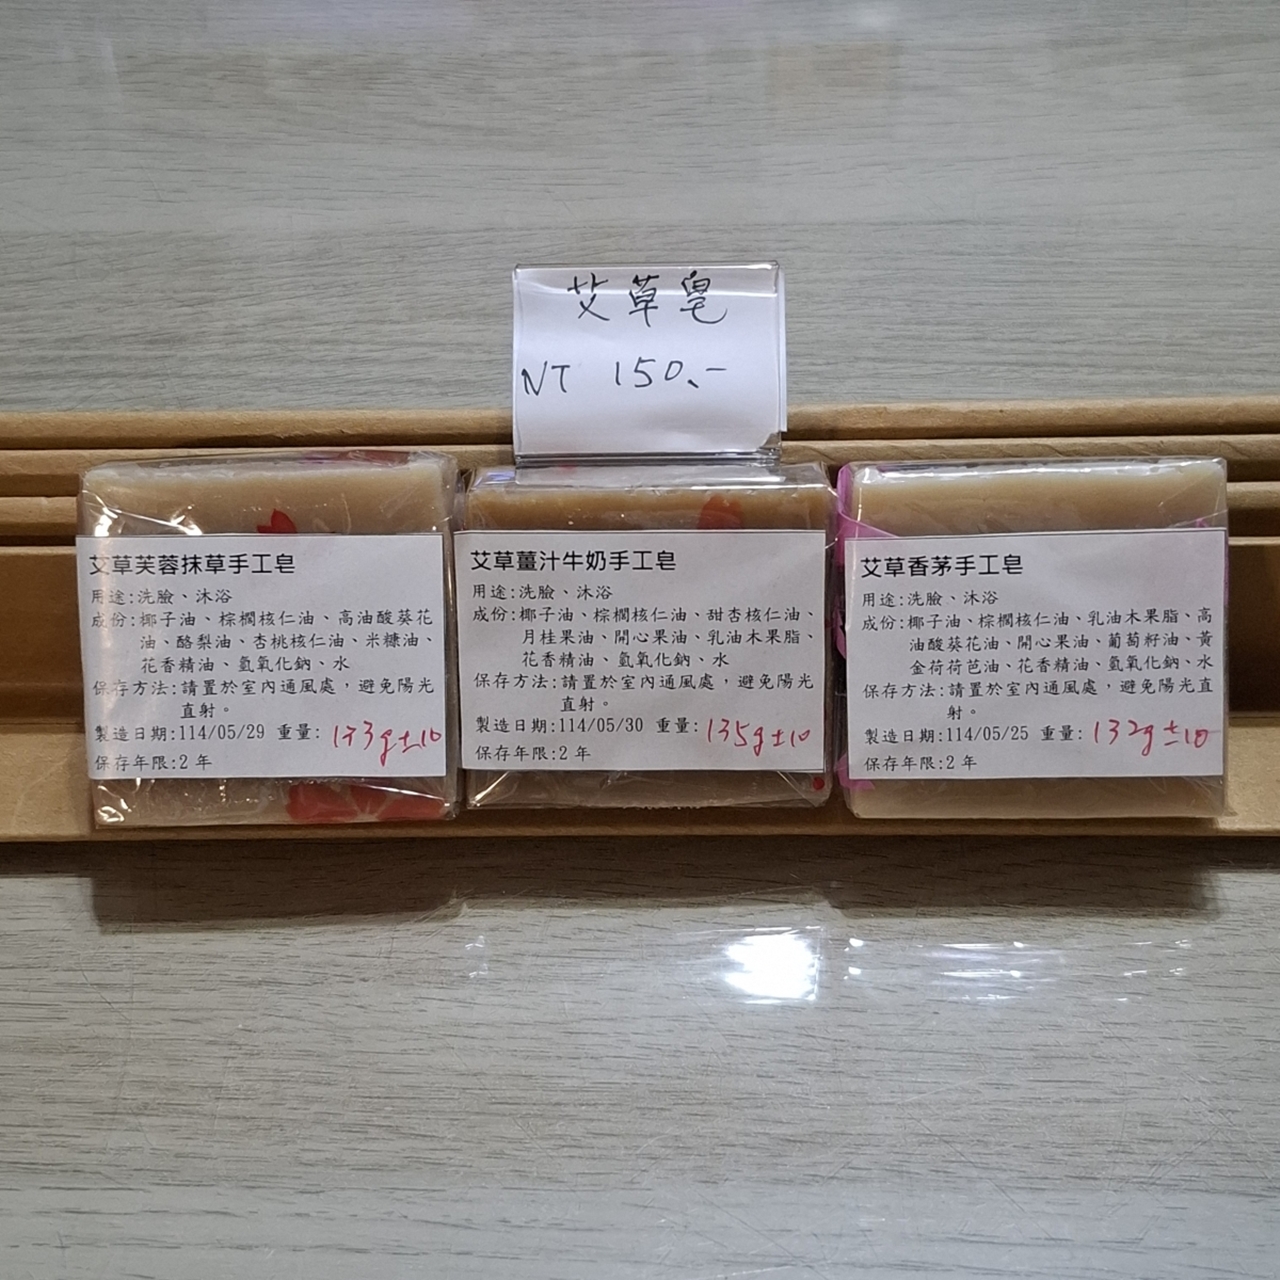 艾草皂
NT 150、-
艾草芙蓉抹草手工皂
用途:洗臉、沐浴
成份:椰子油、棕櫚核仁油、高油酸葵花
油、酪梨油、杏桃核仁油、米糠油、
花香精油、氫氧化鈉、水
保存方法:請置於室內通風處，避免陽光
直射。
製造日期:114/05/29 重量: 133g±10
保存年限:2 年
艾草薑汁牛奶手工皂
用途:洗臉、沐浴
成份:椰子油、棕櫚核仁油、甜杏核仁油、
月桂果油、開心果油、乳油木果脂、
花香精油、氫氧化鈉、水
保存方法:請置於室內通風處，避免陽光
直射。
製造日期:114/05/30 重量: 135g±10
保存年限:2 年
艾草香茅手工皂
用途:洗臉、沐浴
成份:椰子油、棕櫚核仁油、乳油木果脂、高
油酸葵花油、開心果油、葡萄籽油、黃
金荷荷芭油、花香精油、氫氧化鈉、水
保存方法:請置於室內通風處，避免陽光直
射。
製造日期:114/05/25 重量: 132g±10
保存年限:2 年